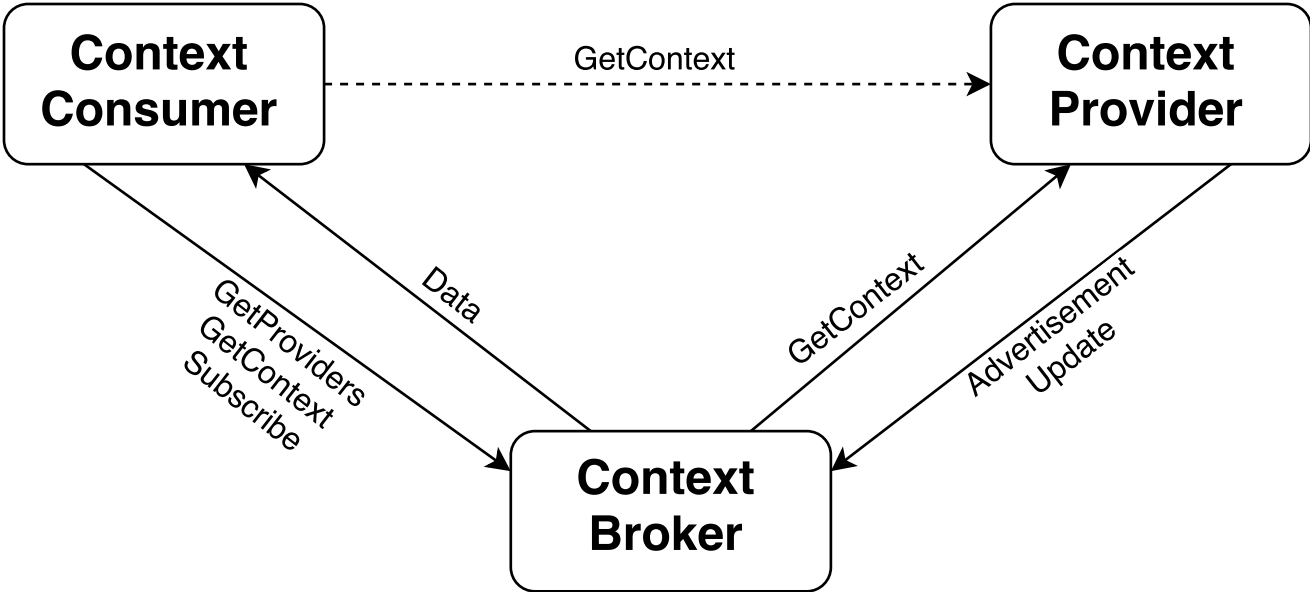 Context
Consumer
GetContext
Context
Provider
GetProviders
GetContext
Subscribe
Data
GetContext
Advertisement
Update
Context
Broker